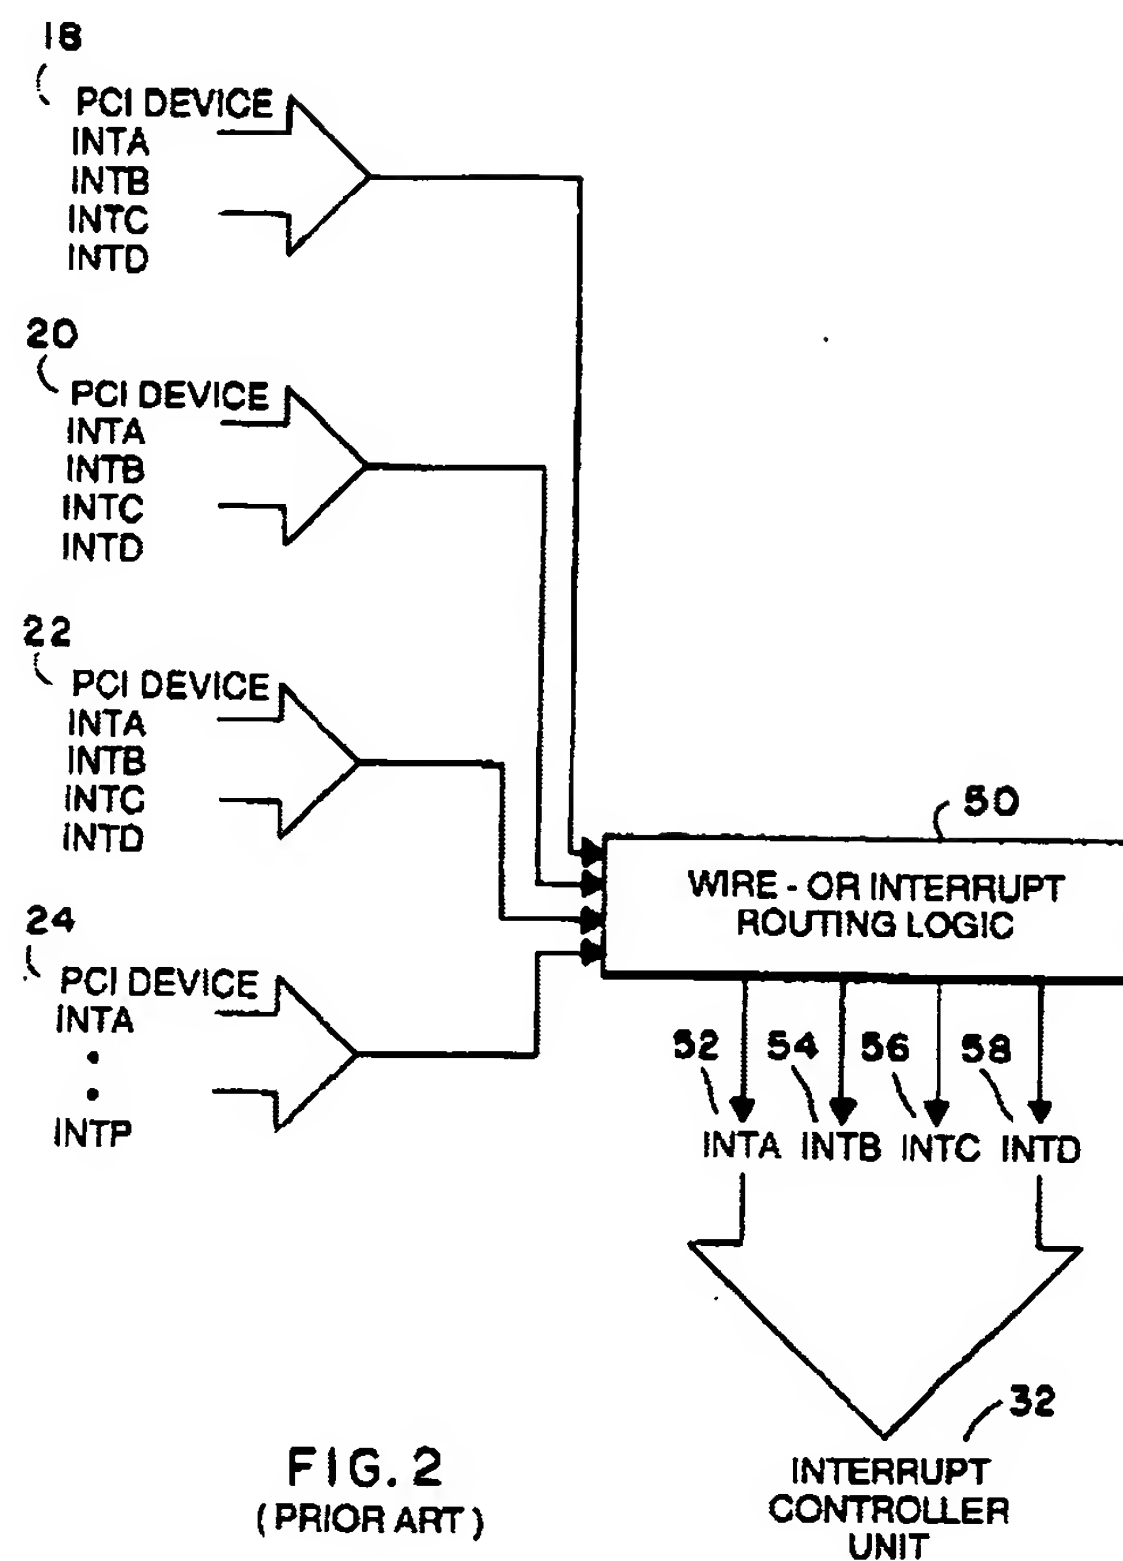 18
PCI DEVICE
INTA
INTB
INTC
INTD
20
PCI DEVICE
INTA
INTB
INTC
INTD
22
PCI DEVICE
INTA
INTB
INTC
INTD
24
PCI DEVICE
INTA
INTP
50
WIRE - OR INTERRUPT
ROUTING LOGIC
52 54 56 58
INTA INTB INTC INTD
32
INTERRUPT
CONTROLLER
UNIT
FIG. 2
(PRIOR ART)